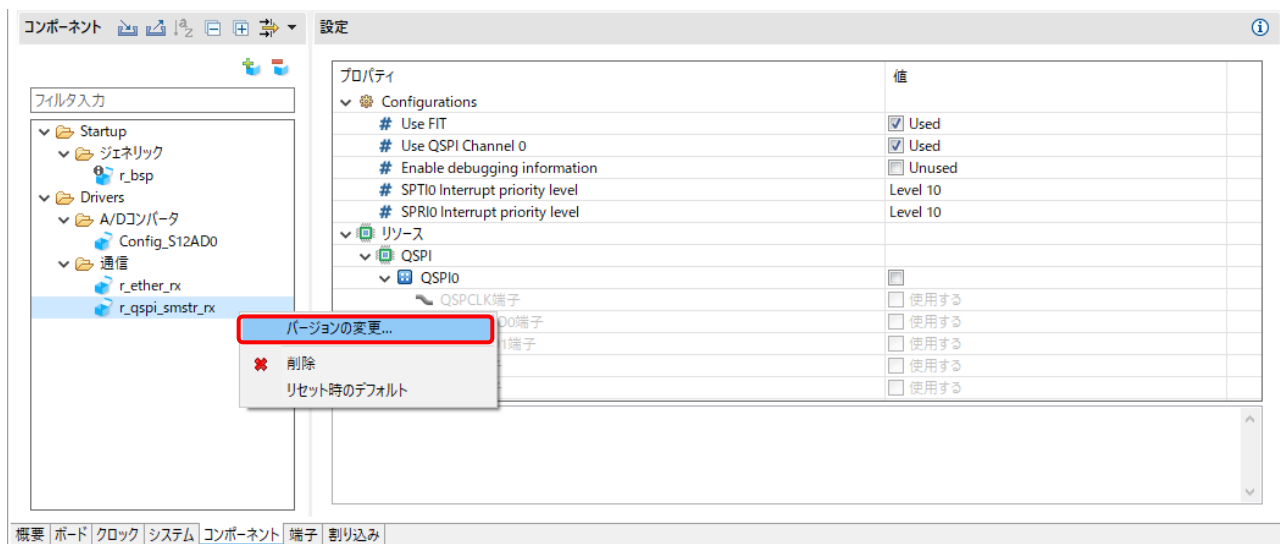 コンポーネント
設定
フィルタ入力
Startup
ジェネリック
r_bsp
Drivers
A/Dコンバータ
Config_S12AD0
通信
r_ether_rx
r_qspi_smstr_rx
バージョンの変更...
削除
リセット時のデフォルト
プロパティ 値
Configurations
# Use FIT Used
# Use QSPI Channel 0 Used
# Enable debugging information Unused
# SPTI0 Interrupt priority level Level 10
# SPRI0 Interrupt priority level Level 10
リソース
QSPI
QSPI0
QSPCLK端子 使用する
O0端子 使用する
1端子 使用する
使用する
使用する
概要 ボード クロック システム コンポーネント 端子 割り込み